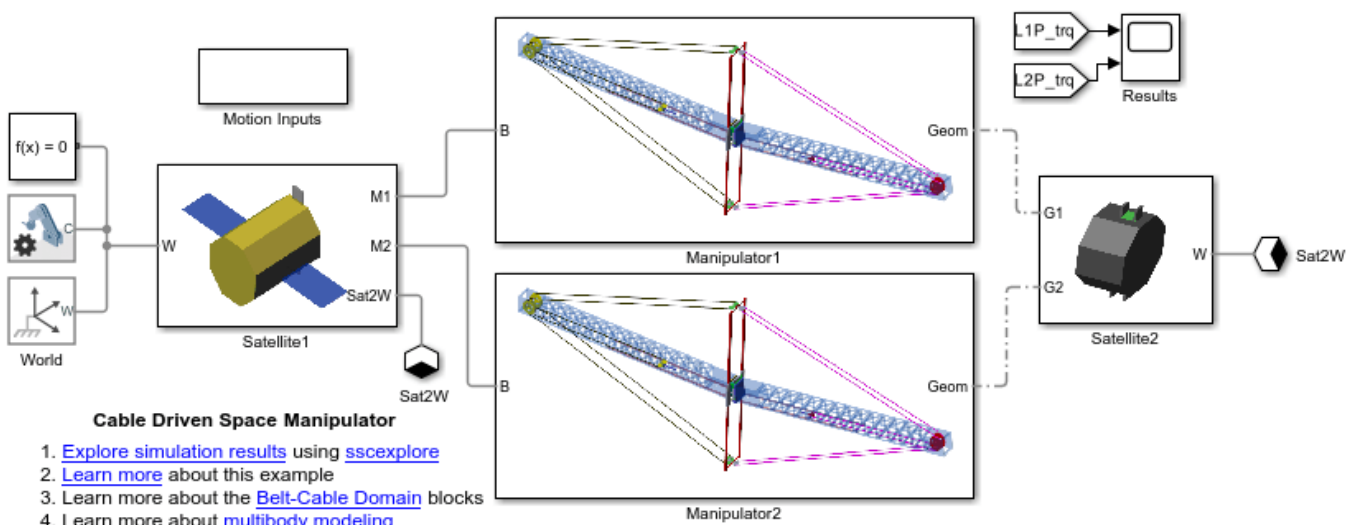 L1P_trq
L2P_trq
Results
Motion Inputs
f(x) = 0
C
W
World
W
M1
M2
Sat2W
Satellite1
Sat2W
B
Geom
Manipulator1
B
Geom
Manipulator2
G1
G2
W
Satellite2
Sat2W
Cable Driven Space Manipulator
1. Explore simulation results using sscexplore
2. Learn more about this example
3. Learn more about the Belt-Cable Domain blocks
4. Learn more about multibody modeling